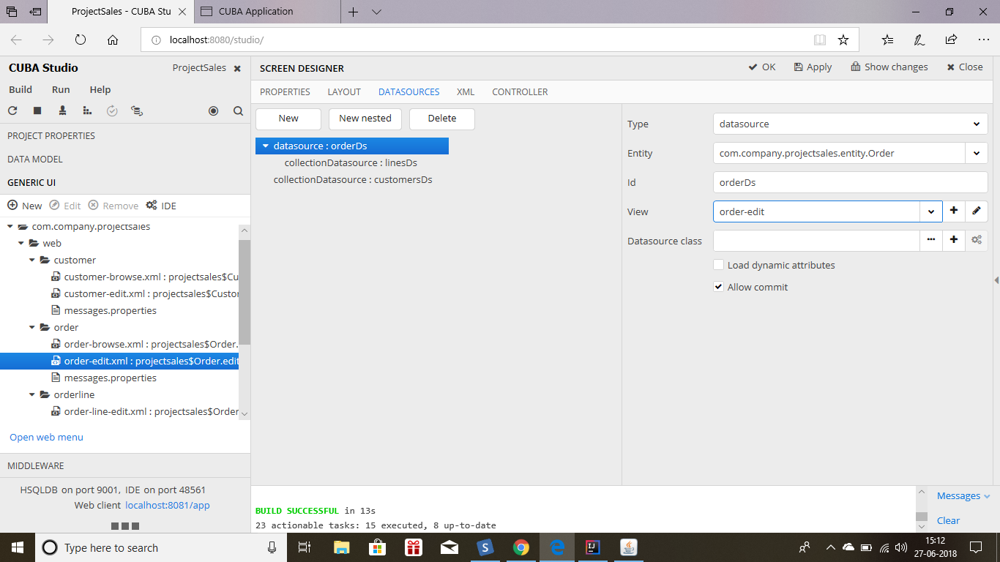 ProjectSales - CUBA Stu
CUBA Application
localhost:8080/studio/
CUBA Studio
ProjectSales
Build Run Help
PROJECT PROPERTIES
DATA MODEL
GENERIC UI
New Edit Remove IDE
com.company.projectsales
web
customer
customer-browse.xml : projectsales$Cu
customer-edit.xml : projectsales$Custor
messages.properties
order
order-browse.xml : projectsales$Order.
order-edit.xml : projectsales$Order.edit
messages.properties
orderline
order-line-edit.xml : projectsales$Order
Open web menu
MIDDLEWARE
HSQLDB on port 9001, IDE on port 48561
Web client localhost:8081/app
SCREEN DESIGNER
OK Apply Show changes Close
PROPERTIES LAYOUT DATASOURCES XML CONTROLLER
New New nested Delete
datasource : orderDs
collectionDatasource : linesDs
collectionDatasource : customersDs
Type datasource
Entity com.company.projectsales.entity.Order
Id orderDs
View order-edit
Datasource class
Load dynamic attributes
Allow commit
BUILD SUCCESSFUL in 13s
23 actionable tasks: 15 executed, 8 up-to-date
Messages
Clear
Type here to search
15:12
27-06-2018